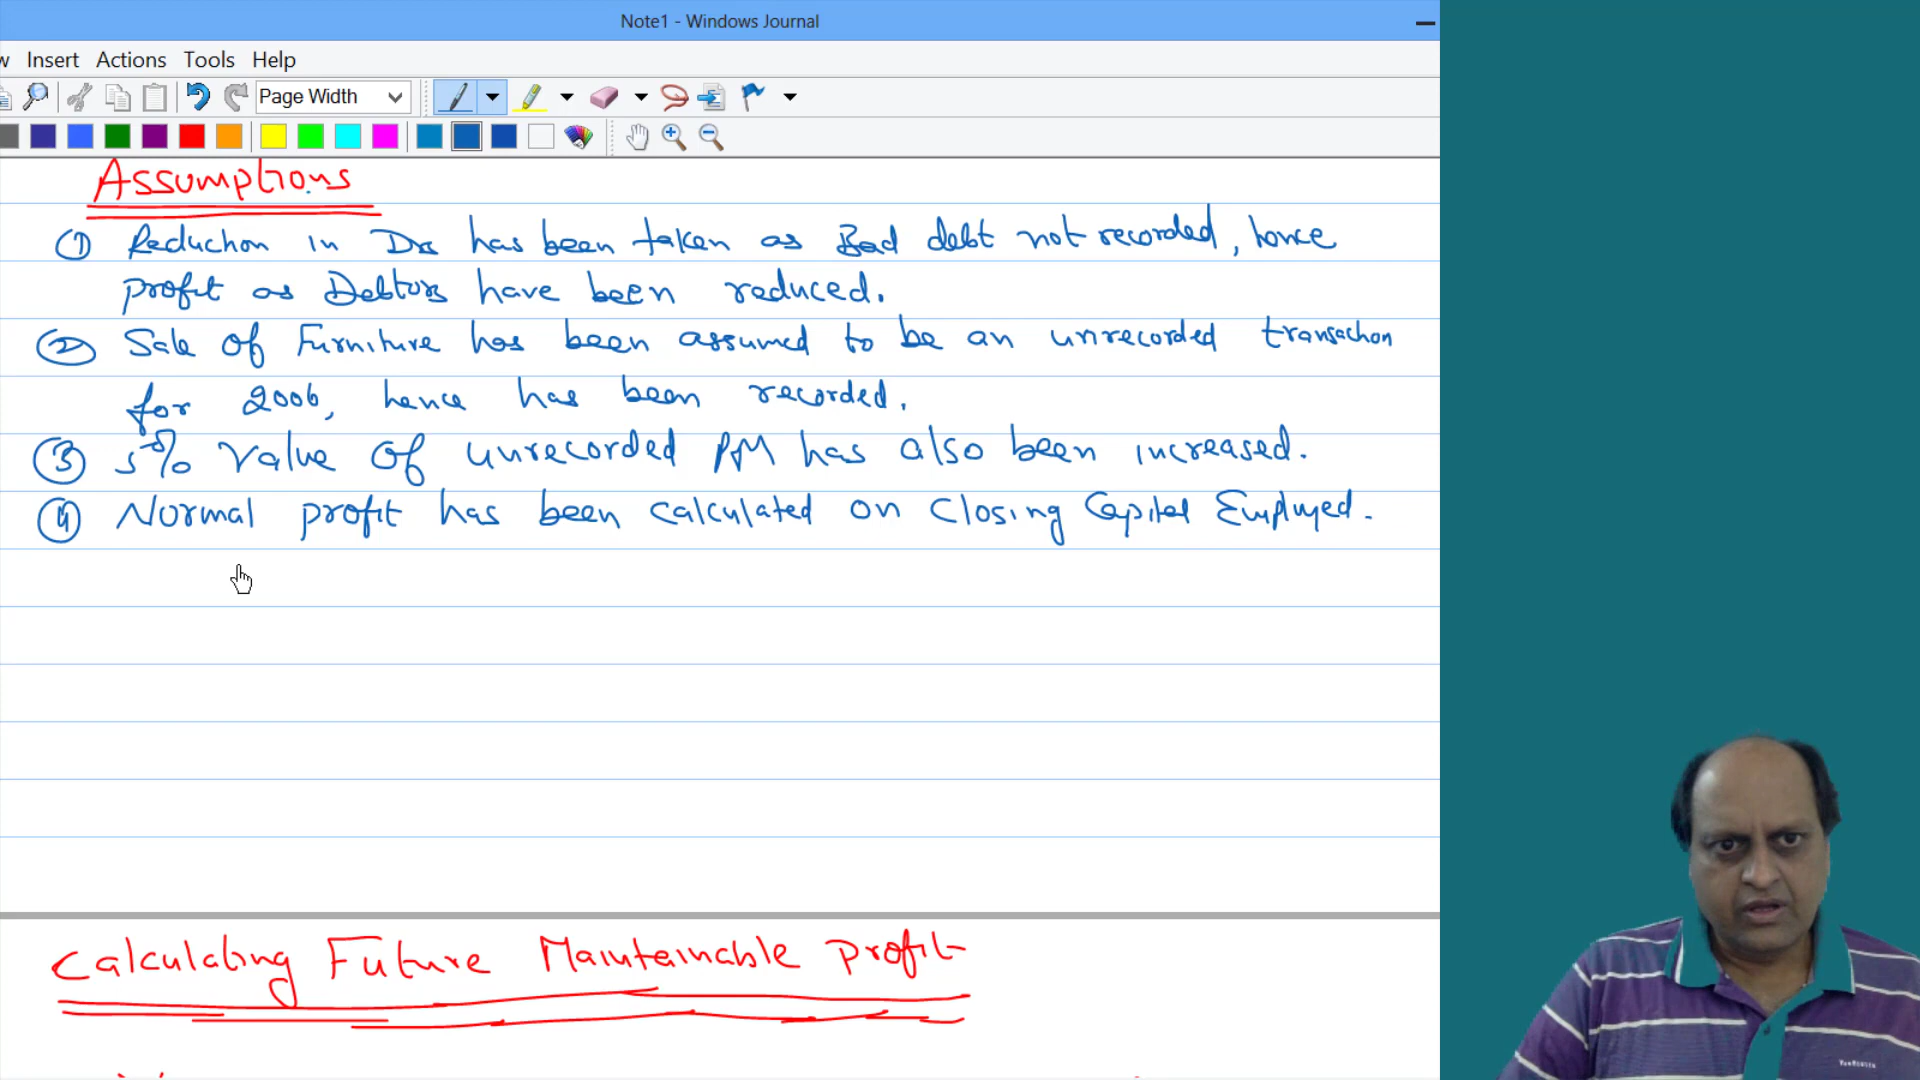 Note1 - Windows Journal
Insert Actions Tools Help
Page Width
Assumptions
① Reduction in Drs has been taken as Bad debt not recorded, hence
profit as Debtors have been reduced.
② Sale of Furniture has been assumed to be an unrecorded transaction
for 2006, hence has been recorded.
③ 5% Value of unrecorded P/M has also been increased.
④ Normal profit has been calculated on Closing Capital Employed.
Calculating Future Maintainable profit